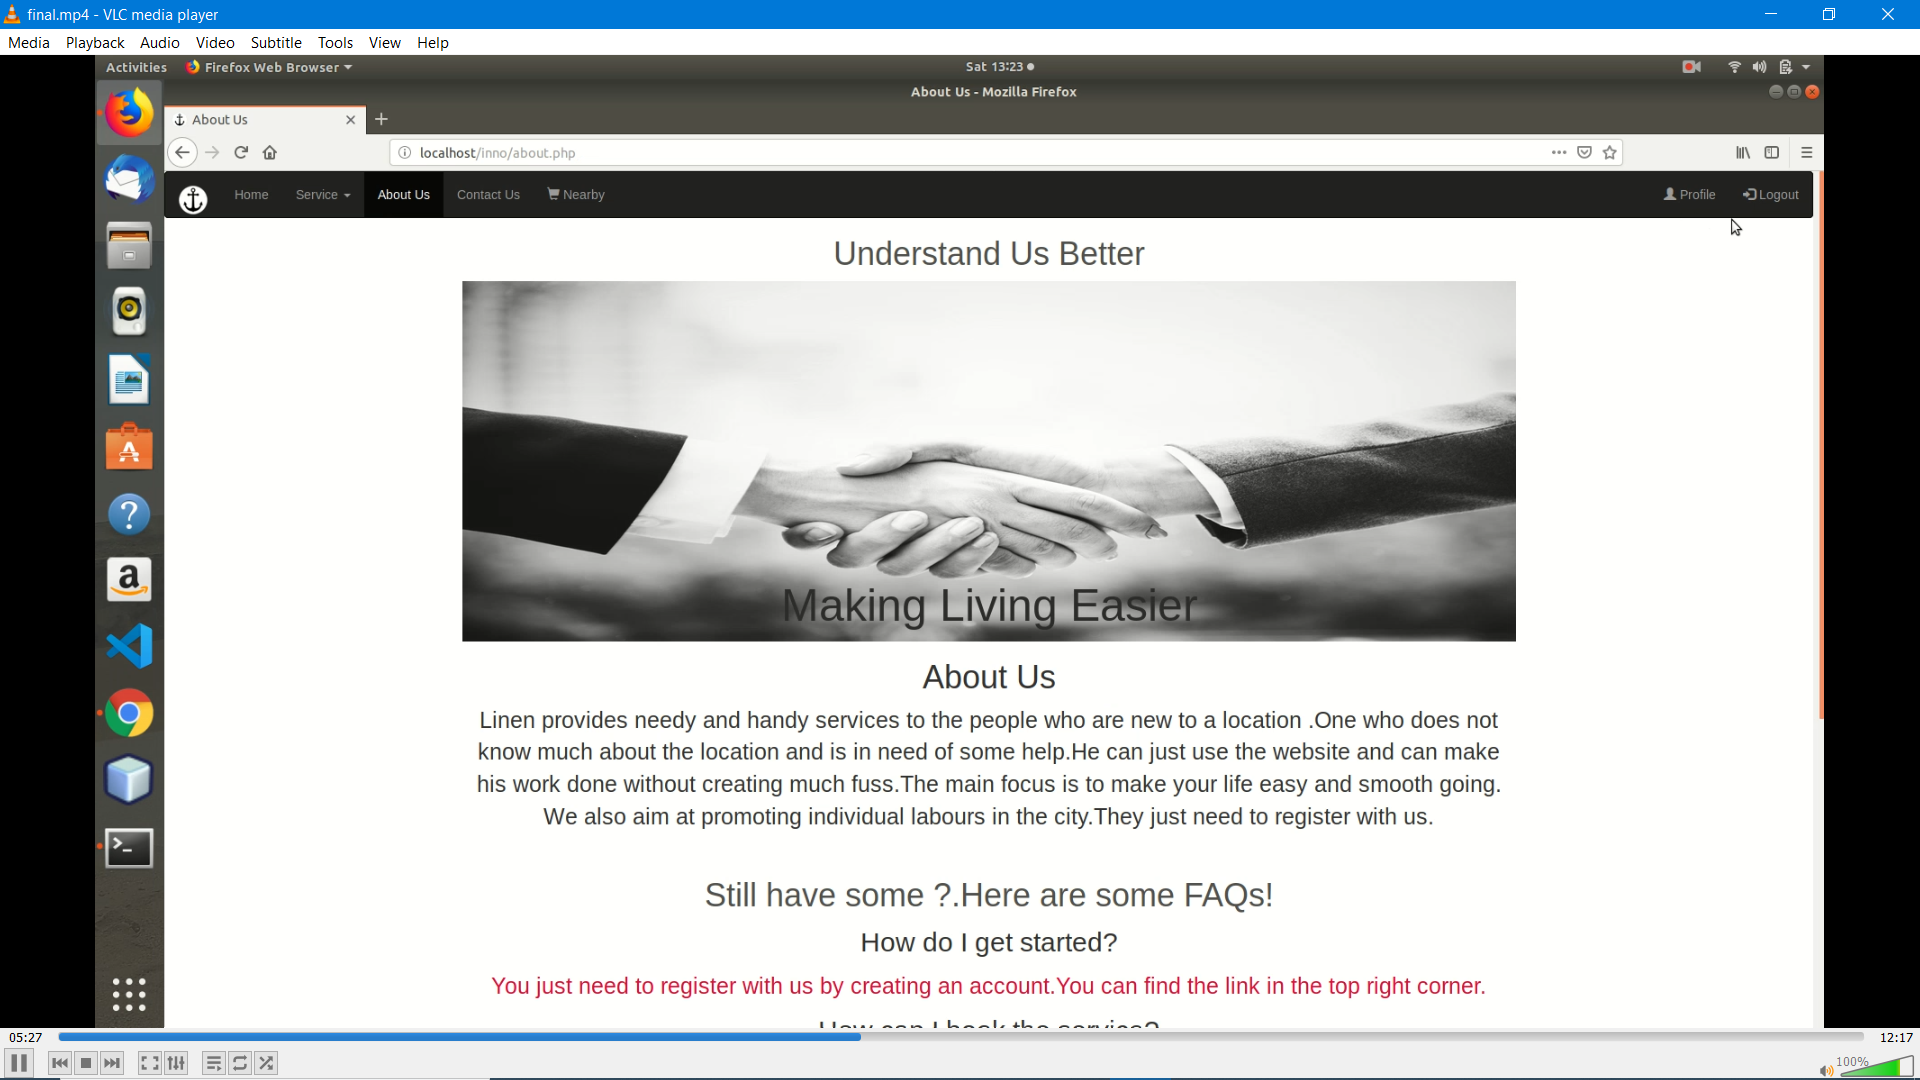 final.mp4 - VLC media player
Media Playback Audio Video Subtitle Tools View Help
Activities Firefox Web Browser Sat 13:23
About Us - Mozilla Firefox
About Us
localhost/inno/about.php
Home Service About Us Contact Us Nearby Profile Logout
Understand Us Better
Making Living Easier
About Us
Linen provides needy and handy services to the people who are new to a location .One who does not
know much about the location and is in need of some help.He can just use the website and can make
his work done without creating much fuss.The main focus is to make your life easy and smooth going.
We also aim at promoting individual labours in the city.They just need to register with us.
Still have some ?.Here are some FAQs!
How do I get started?
You just need to register with us by creating an account.You can find the link in the top right corner.
How can I book the service?
05:27 12:17
100%